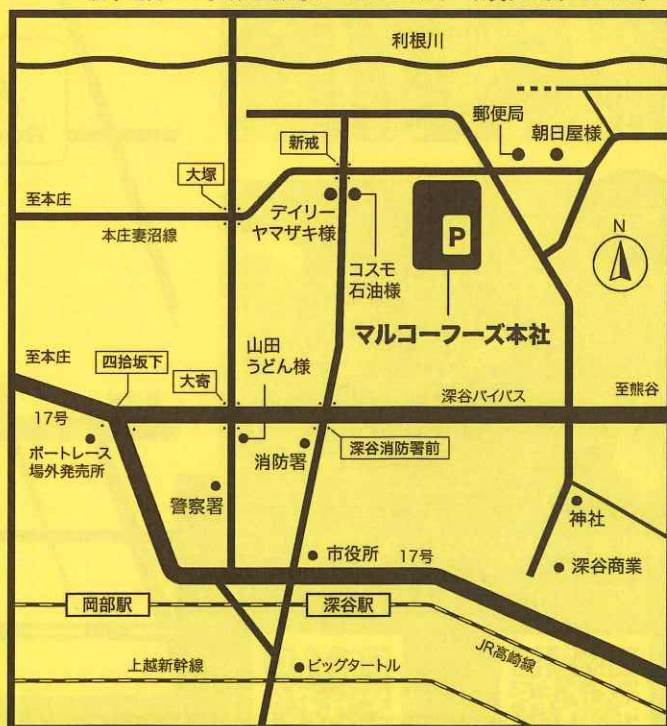 利根川
郵便局
朝日屋様
新戒
大塚
至本庄
本庄妻沼線
デイリー
ヤマザキ様
コスモ
石油様
P
N
マルコーフーズ本社
至本庄
四拾坂下
大寄
山田
うどん様
深谷バイパス
至熊谷
17号
ボートレース
場外発売所
消防署
深谷消防署前
警察署
神社
市役所
17号
深谷商業
岡部駅
深谷駅
上越新幹線
ビッグタートル
JR高崎線